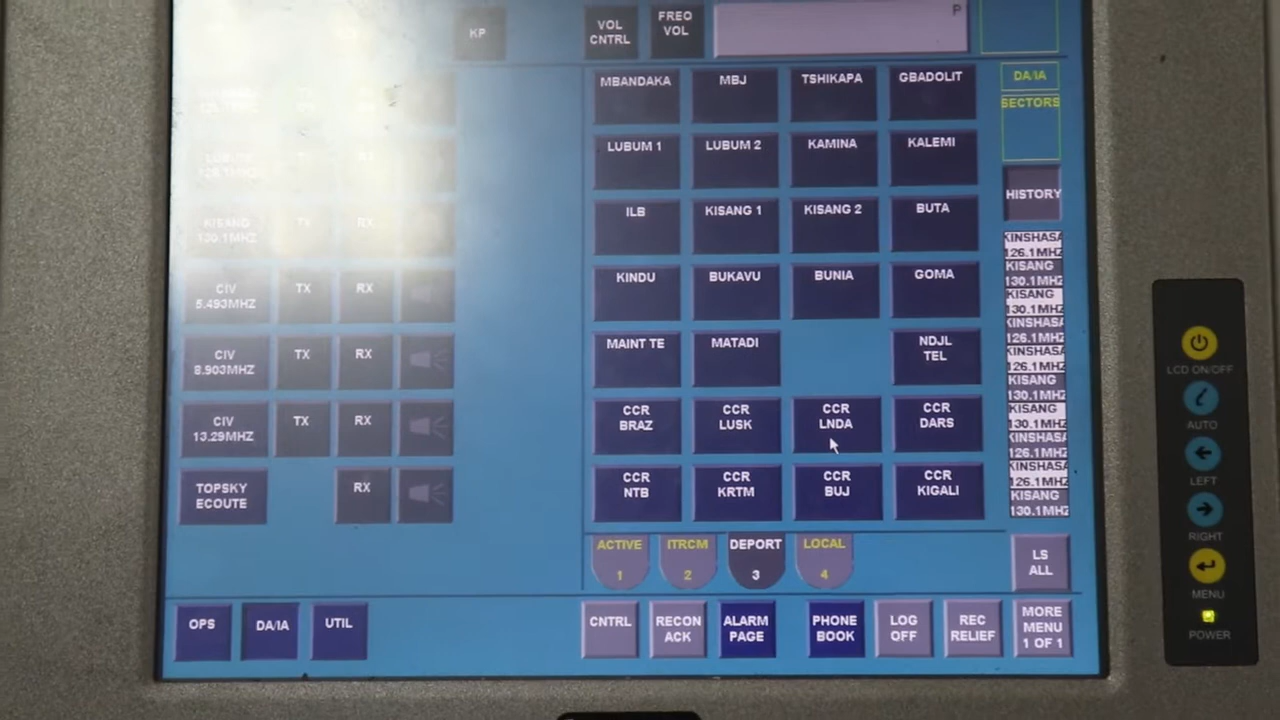 KP
VOL
CNTRL
FREQ
VOL
P
DA/IA
SECTORS
HISTORY
MBANDAKA
MBJ
TSHIKAPA
GBADOLIT
LUBUM 1
LUBUM 2
KAMINA
KALEMI
ILB
KISANG 1
KISANG 2
BUTA
KINDU
BUKAVU
BUNIA
GOMA
MAINT TE
MATADI
NDJL
TEL
CCR
BRAZ
CCR
LUSK
CCR
LNDA
CCR
DARS
CCR
NTB
CCR
KRTM
CCR
BUJ
CCR
KIGALI
KISANG
130.1MHZ
TX
RX
CIV
5.493MHZ
TX
RX
CIV
8.903MHZ
TX
RX
CIV
13.29MHZ
TX
RX
TOPSKY
ECOUTE
RX
KINSHASA
126.1MHZ
KISANG
130.1MHZ
KISANG
130.1MHZ
KINSHASA
126.1MHZ
KINSHASA
126.1MHZ
KISANG
130.1MHZ
KISANG
130.1MHZ
KINSHASA
126.1MHZ
KINSHASA
126.1MHZ
KISANG
130.1MHZ
ACTIVE
1
ITRCM
2
DEPORT
3
LOCAL
4
LS
ALL
OPS
DA/IA
UTIL
CNTRL
RECON
ACK
ALARM
PAGE
PHONE
BOOK
LOG
OFF
REC
RELIEF
MORE
MENU
1 OF 1
LCD ON/OFF
AUTO
LEFT
RIGHT
MENU
POWER